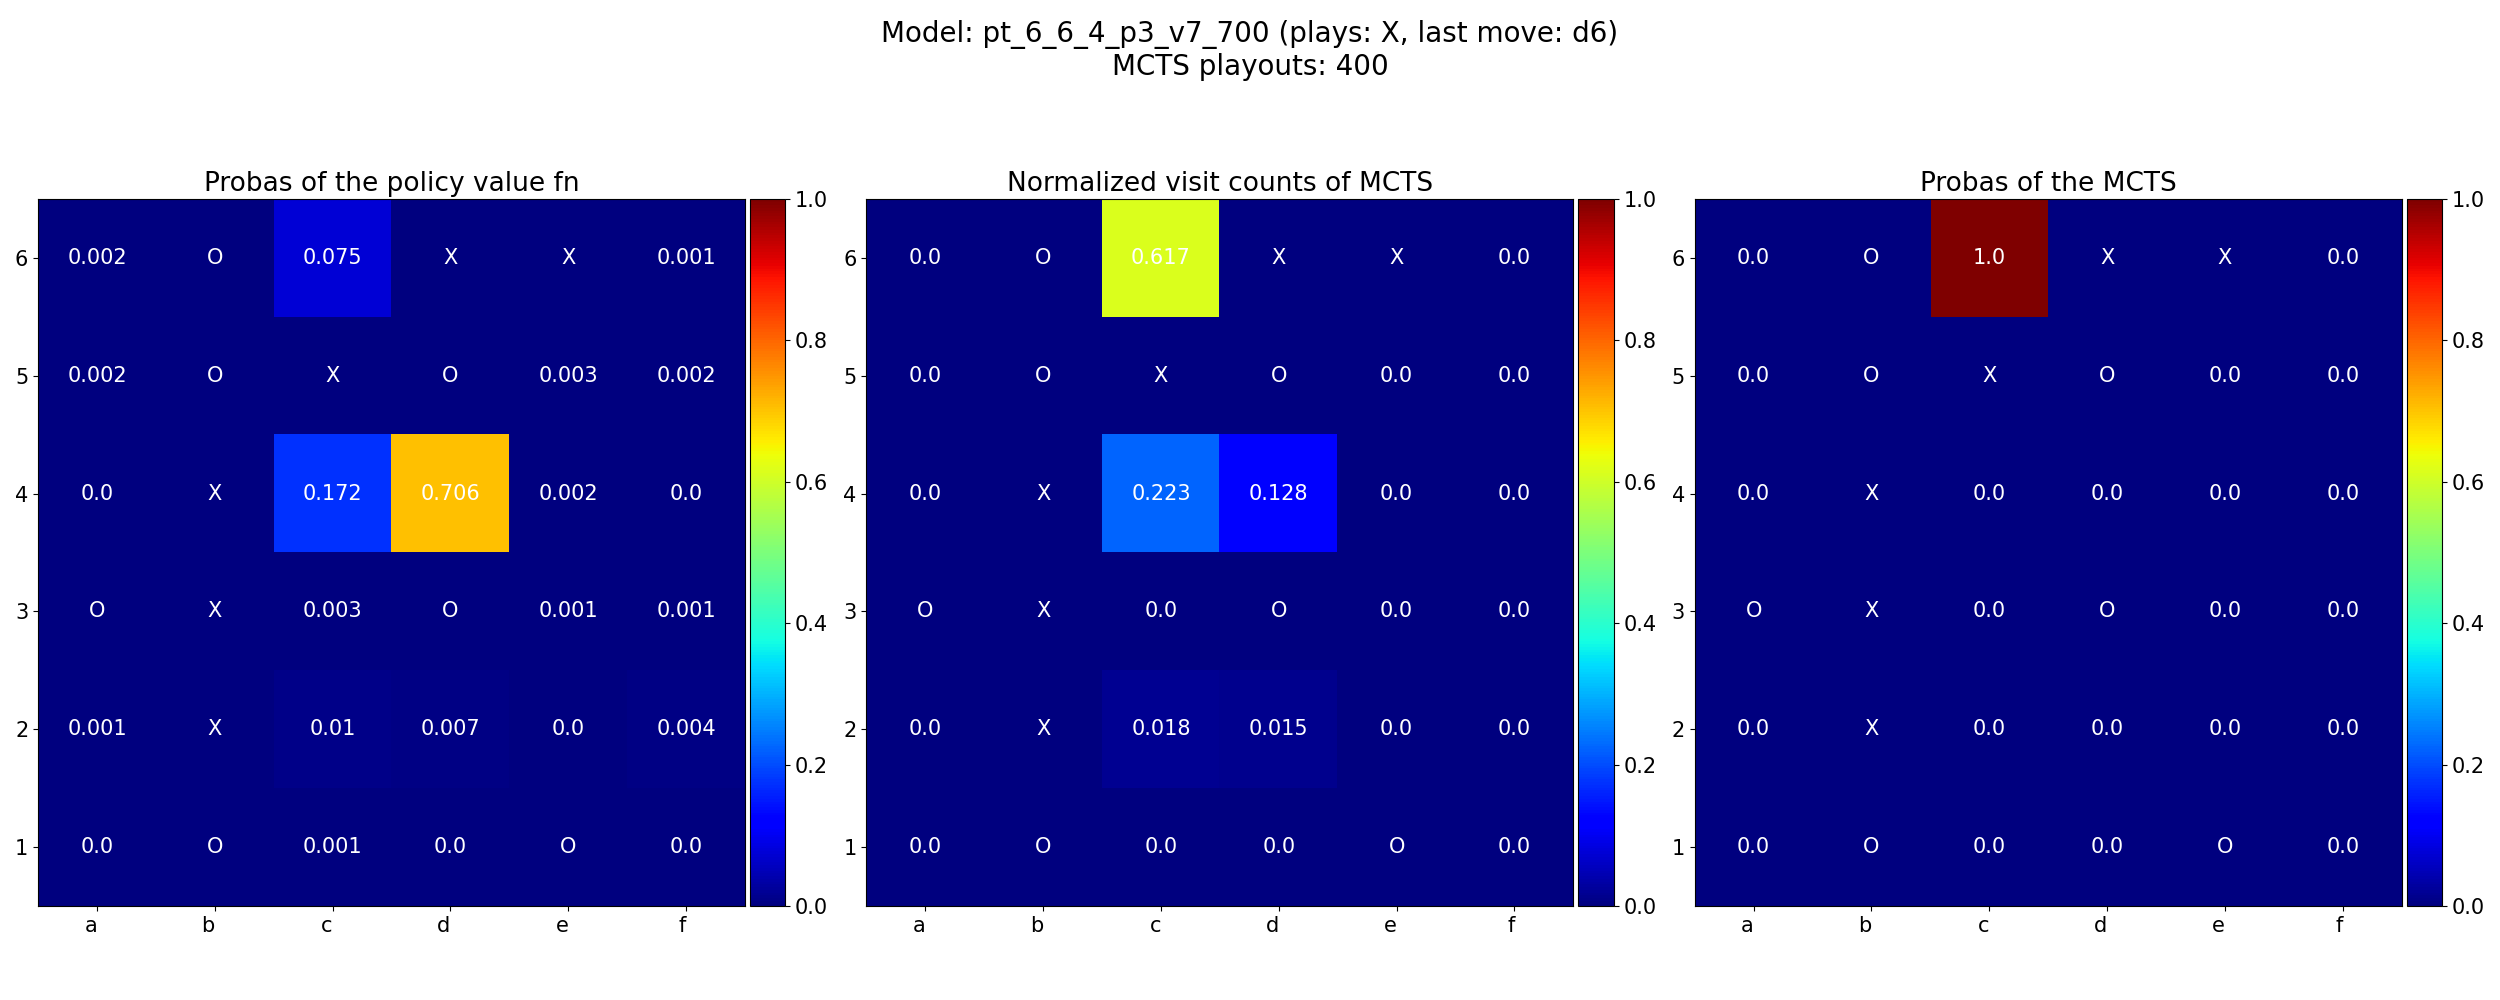 Model: pt_6_6_4_p3_v7_700 (plays: X, last move: d6)
MCTS playouts: 400
Probas of the policy value fn
6 0.002 O 0.075 X X 0.001
5 0.002 O X O 0.003 0.002
4 0.0 X 0.172 0.706 0.002 0.0
3 O X 0.003 O 0.001 0.001
2 0.001 X 0.01 0.007 0.0 0.004
1 0.0 O 0.001 0.0 O 0.0
a b c d e f
1.0
0.8
0.6
0.4
0.2
0.0
Normalized visit counts of MCTS
6 0.0 O 0.617 X X 0.0
5 0.0 O X O 0.0 0.0
4 0.0 X 0.223 0.128 0.0 0.0
3 O X 0.0 O 0.0 0.0
2 0.0 X 0.018 0.015 0.0 0.0
1 0.0 O 0.0 0.0 O 0.0
a b c d e f
1.0
0.8
0.6
0.4
0.2
0.0
Probas of the MCTS
6 0.0 O 1.0 X X 0.0
5 0.0 O X O 0.0 0.0
4 0.0 X 0.0 0.0 0.0 0.0
3 O X 0.0 O 0.0 0.0
2 0.0 X 0.0 0.0 0.0 0.0
1 0.0 O 0.0 0.0 O 0.0
a b c d e f
1.0
0.8
0.6
0.4
0.2
0.0